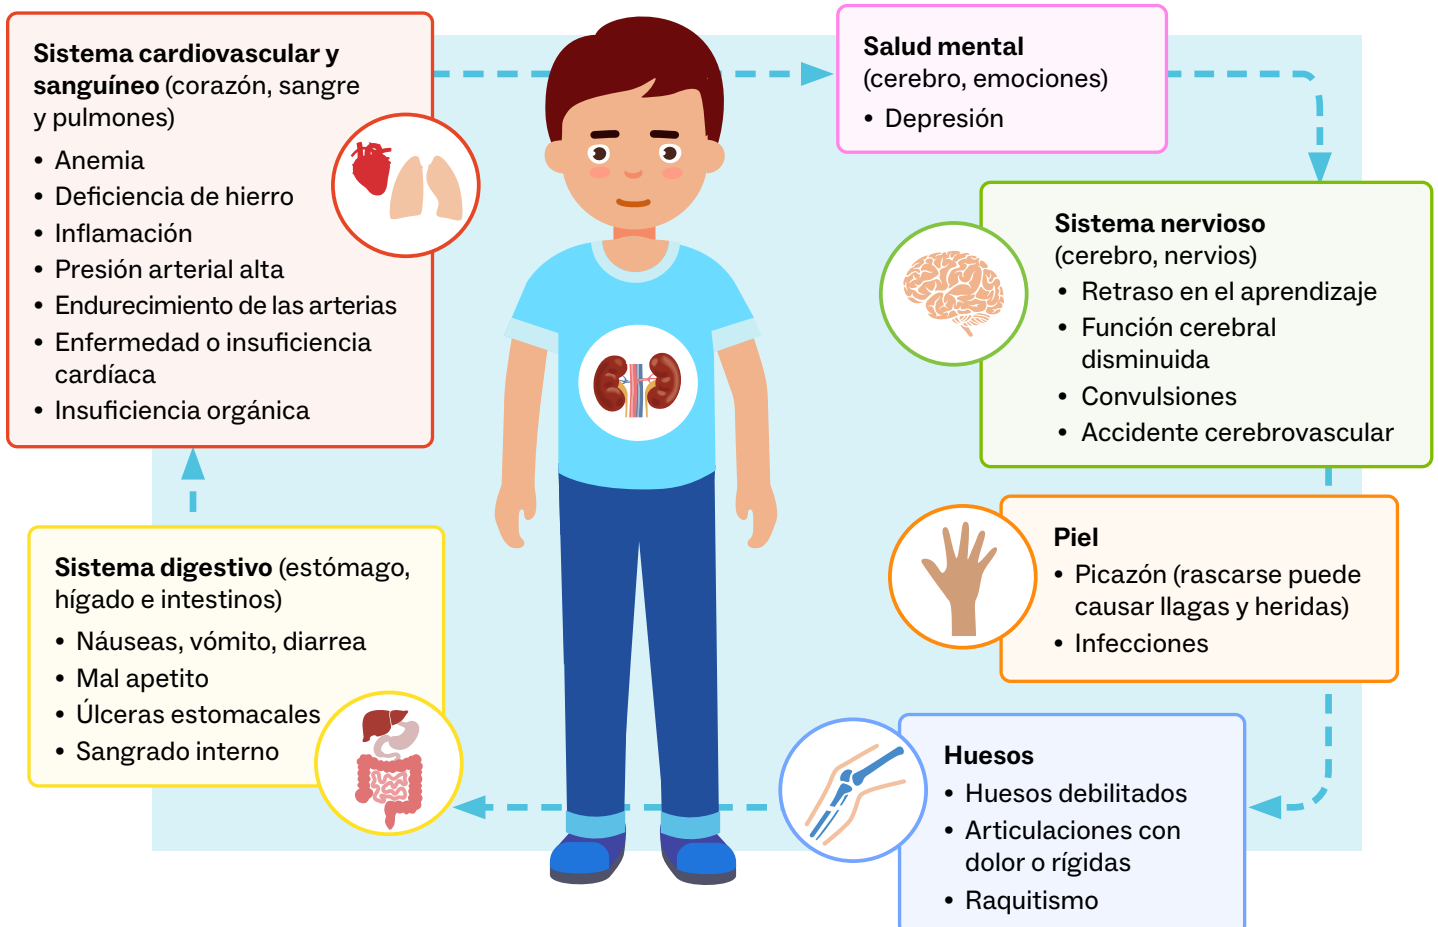 Sistema cardiovascular y
sanguíneo (corazón, sangre
y pulmones)
• Anemia
• Deficiencia de hierro
• Inflamación
• Presión arterial alta
• Endurecimiento de las arterias
• Enfermedad o insuficiencia
cardíaca
• Insuficiencia orgánica
Salud mental
(cerebro, emociones)
• Depresión
Sistema nervioso
(cerebro, nervios)
• Retraso en el aprendizaje
• Función cerebral
disminuida
• Convulsiones
• Accidente cerebrovascular
Piel
• Picazón (rascarse puede
causar llagas y heridas)
• Infecciones
Huesos
• Huesos debilitados
• Articulaciones con
dolor o rígidas
• Raquitismo
Sistema digestivo (estómago,
hígado e intestinos)
• Náuseas, vómito, diarrea
• Mal apetito
• Úlceras estomacales
• Sangrado interno